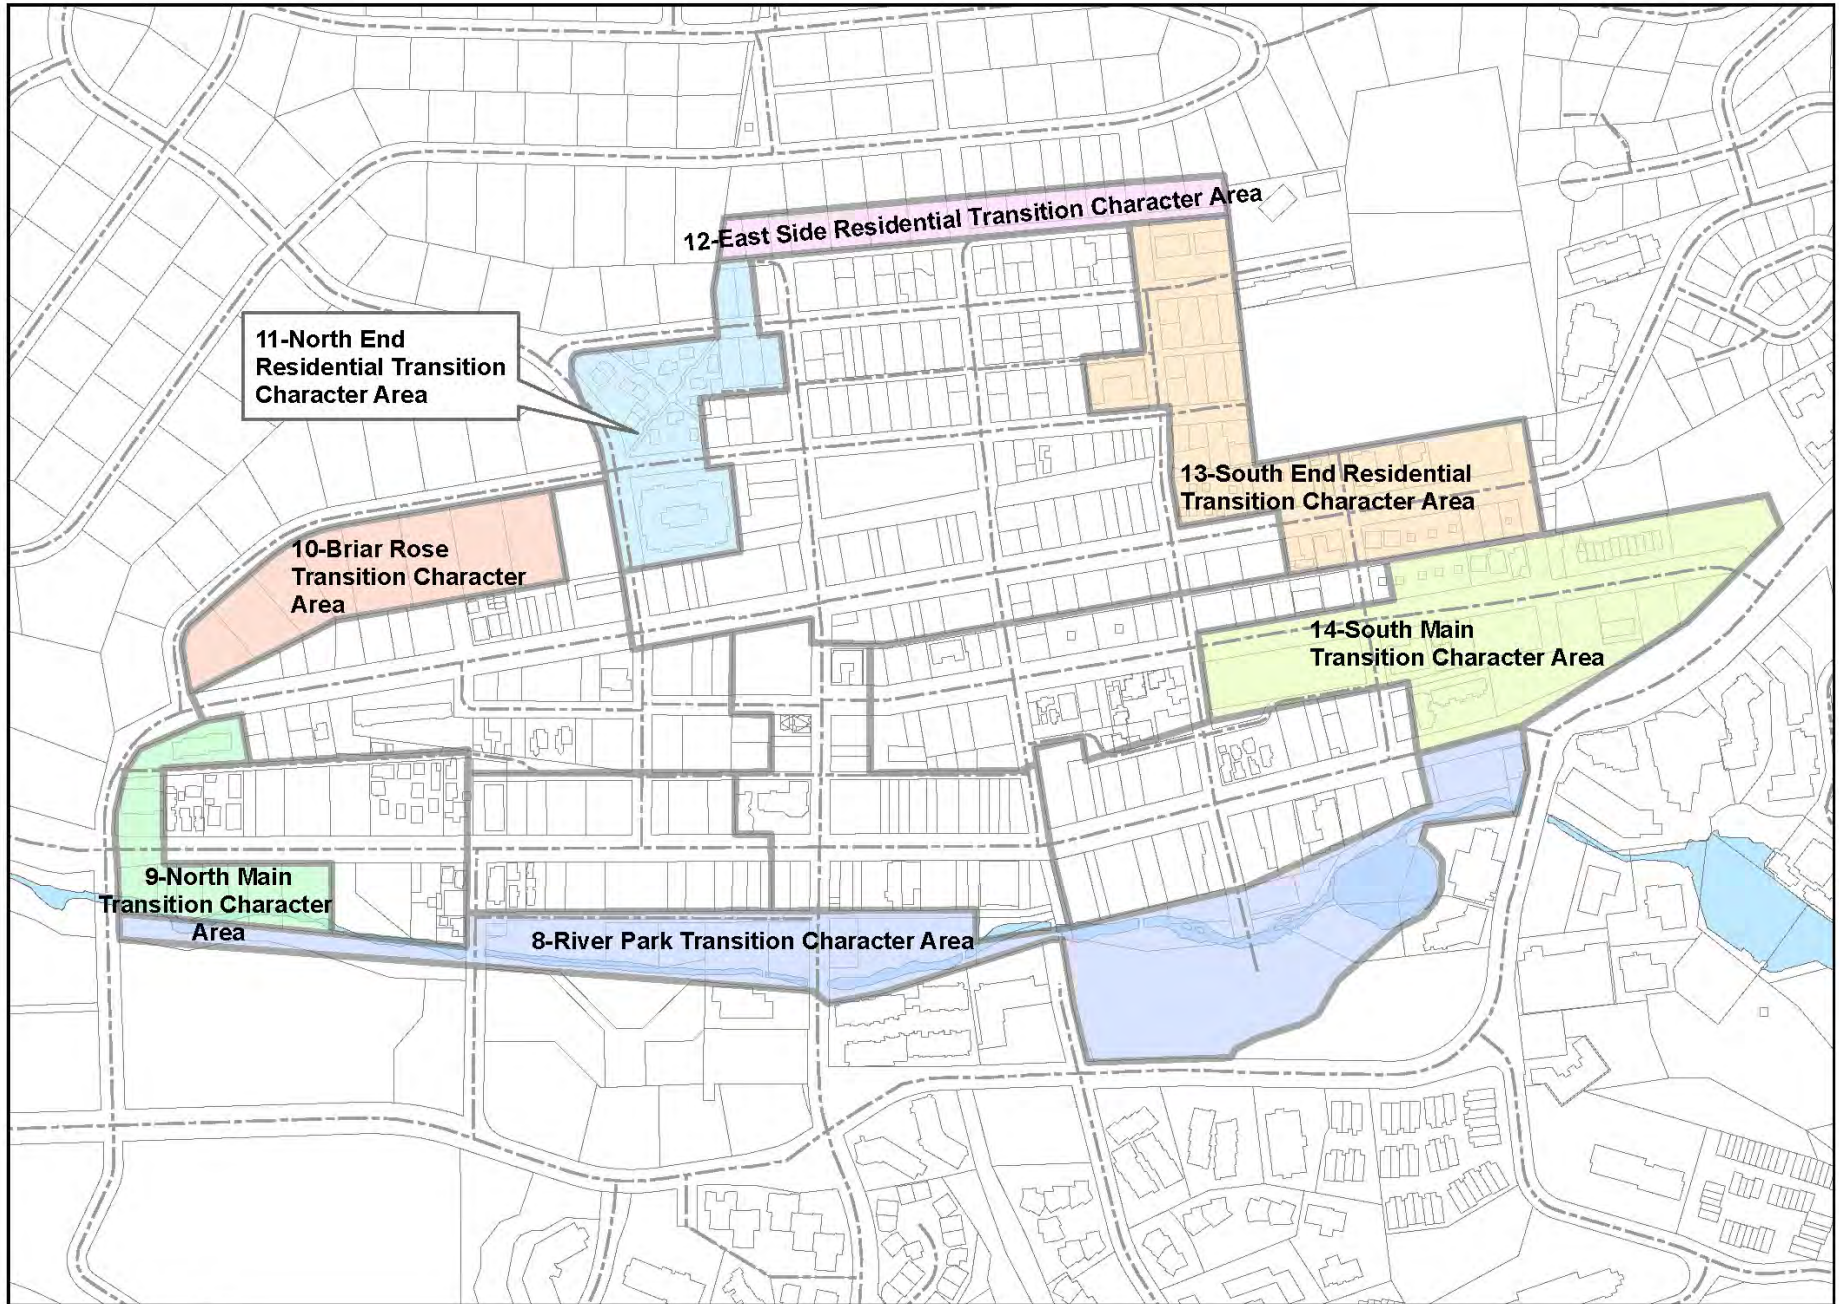 12-East Side Residential Transition Character Area
11-North End
Residential Transition
Character Area
13-South End Residential
Transition Character Area
10-Briar Rose
Transition Character
Area
14-South Main
Transition Character Area
9-North Main
Transition Character
Area
8-River Park Transition Character Area